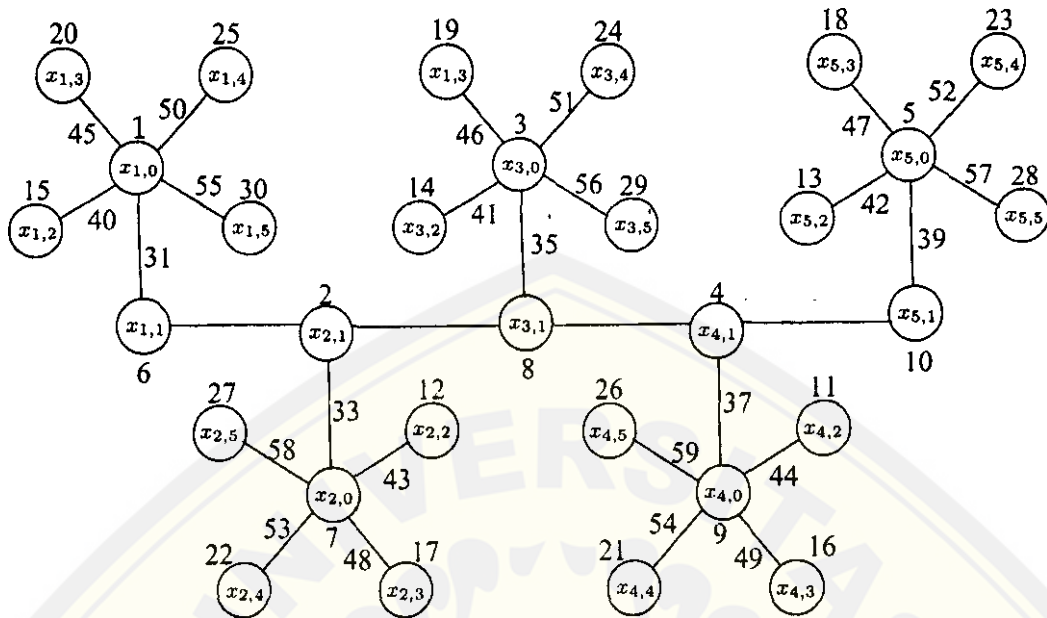 20 25 19 24 18 23
x1,3 x1,4 x1,3 x3,4 x5,3 x5,4
1 50 3 51 5 52
45 46 47
x1,0 x3,0 x5,0
15 55 30 14 56 29 13 57 28
40 41 42
x1,2 x1,5 x3,2 x3,5 x5,2 x5,5
31 35 39
2 4
x1,1 x2,1 x3,1 x4,1 x5,1
6 8 10
27 33 12 26 37 11
x2,5 x2,2 x4,5 x4,2
58 43 59 44
x2,0 x4,0
53 7 48 54 9 49
22 17 21 16
x2,4 x2,3 x4,4 x4,3
UNIVERSITA